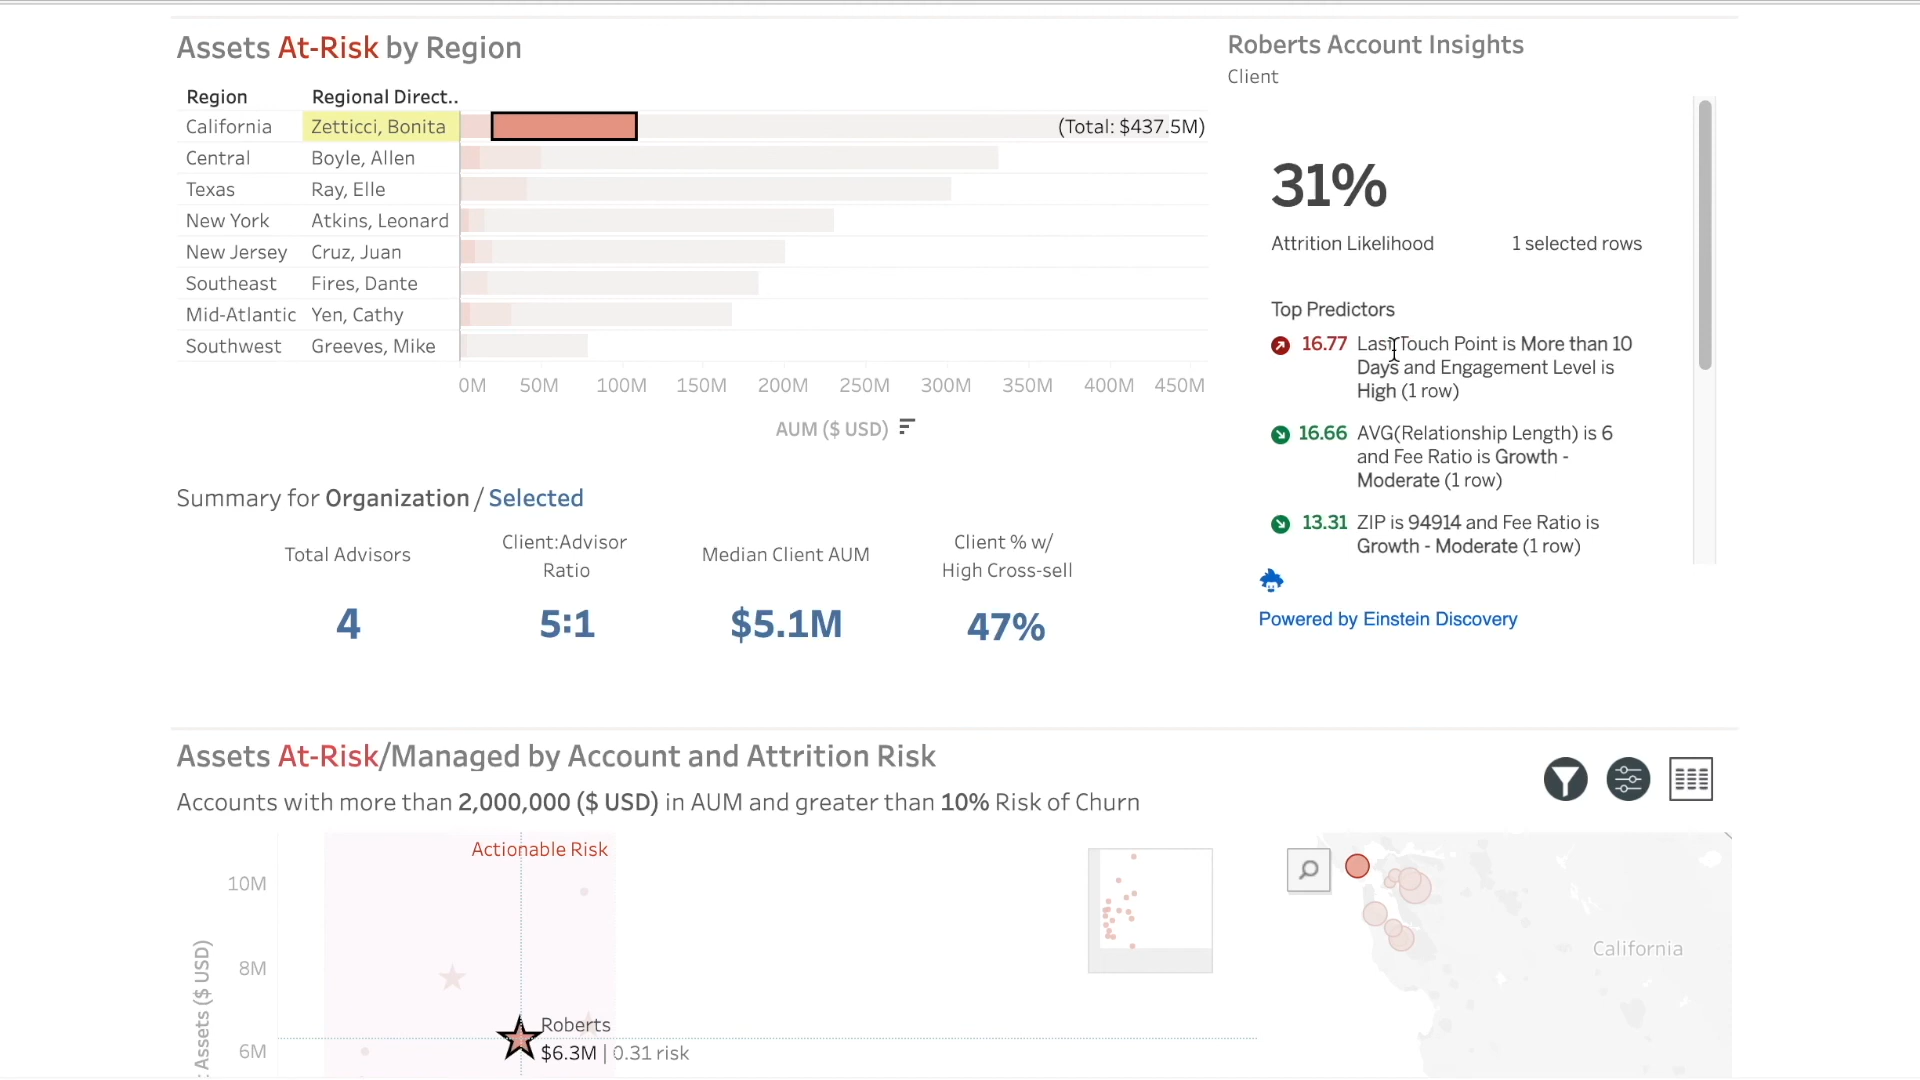 Assets At-Risk by Region
Region
Regional Direct..
California
Zetticci, Bonita
(Total: $437.5M)
Central
Boyle, Allen
Texas
Ray, Elle
New York
Atkins, Leonard
New Jersey
Cruz, Juan
Southeast
Fires, Dante
Mid-Atlantic
Yen, Cathy
Southwest
Greeves, Mike
0M
50M
100M
150M
200M
250M
300M
350M
400M
450M
AUM ($ USD)
Roberts Account Insights
Client
31%
Attrition Likelihood
1 selected rows
Top Predictors
16.77 Last Touch Point is More than 10
Days and Engagement Level is
High (1 row)
16.66 AVG(Relationship Length) is 6
and Fee Ratio is Growth -
Moderate (1 row)
13.31 ZIP is 94914 and Fee Ratio is
Growth - Moderate (1 row)
Powered by Einstein Discovery
Summary for Organization / Selected
Total Advisors
4
Client:Advisor
Ratio
5:1
Median Client AUM
$5.1M
Client % w/
High Cross-sell
47%
Assets At-Risk/Managed by Account and Attrition Risk
Accounts with more than 2,000,000 ($ USD) in AUM and greater than 10% Risk of Churn
Actionable Risk
10M
8M
6M
Assets ($ USD)
Roberts
$6.3M | 0.31 risk
California